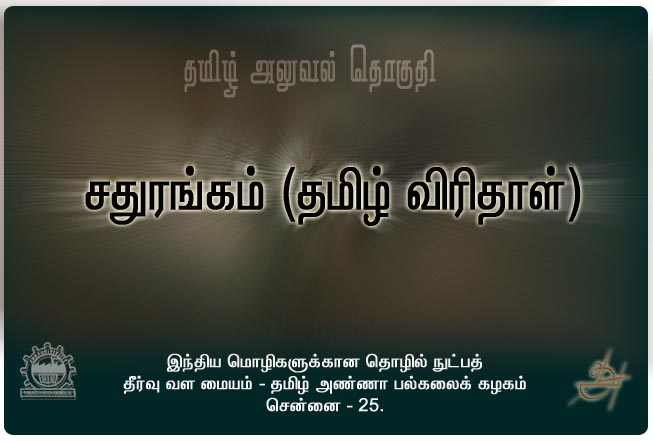 தமிழ் அலுவல் தொகுதி
சதுரங்கம் (தமிழ் விரிதாள்)
இந்திய மொழிகளுக்கான தொழில் நுட்பத்
தீர்வு வள மையம் - தமிழ் அண்ணா பல்கலைக் கழகம்
சென்னை - 25.